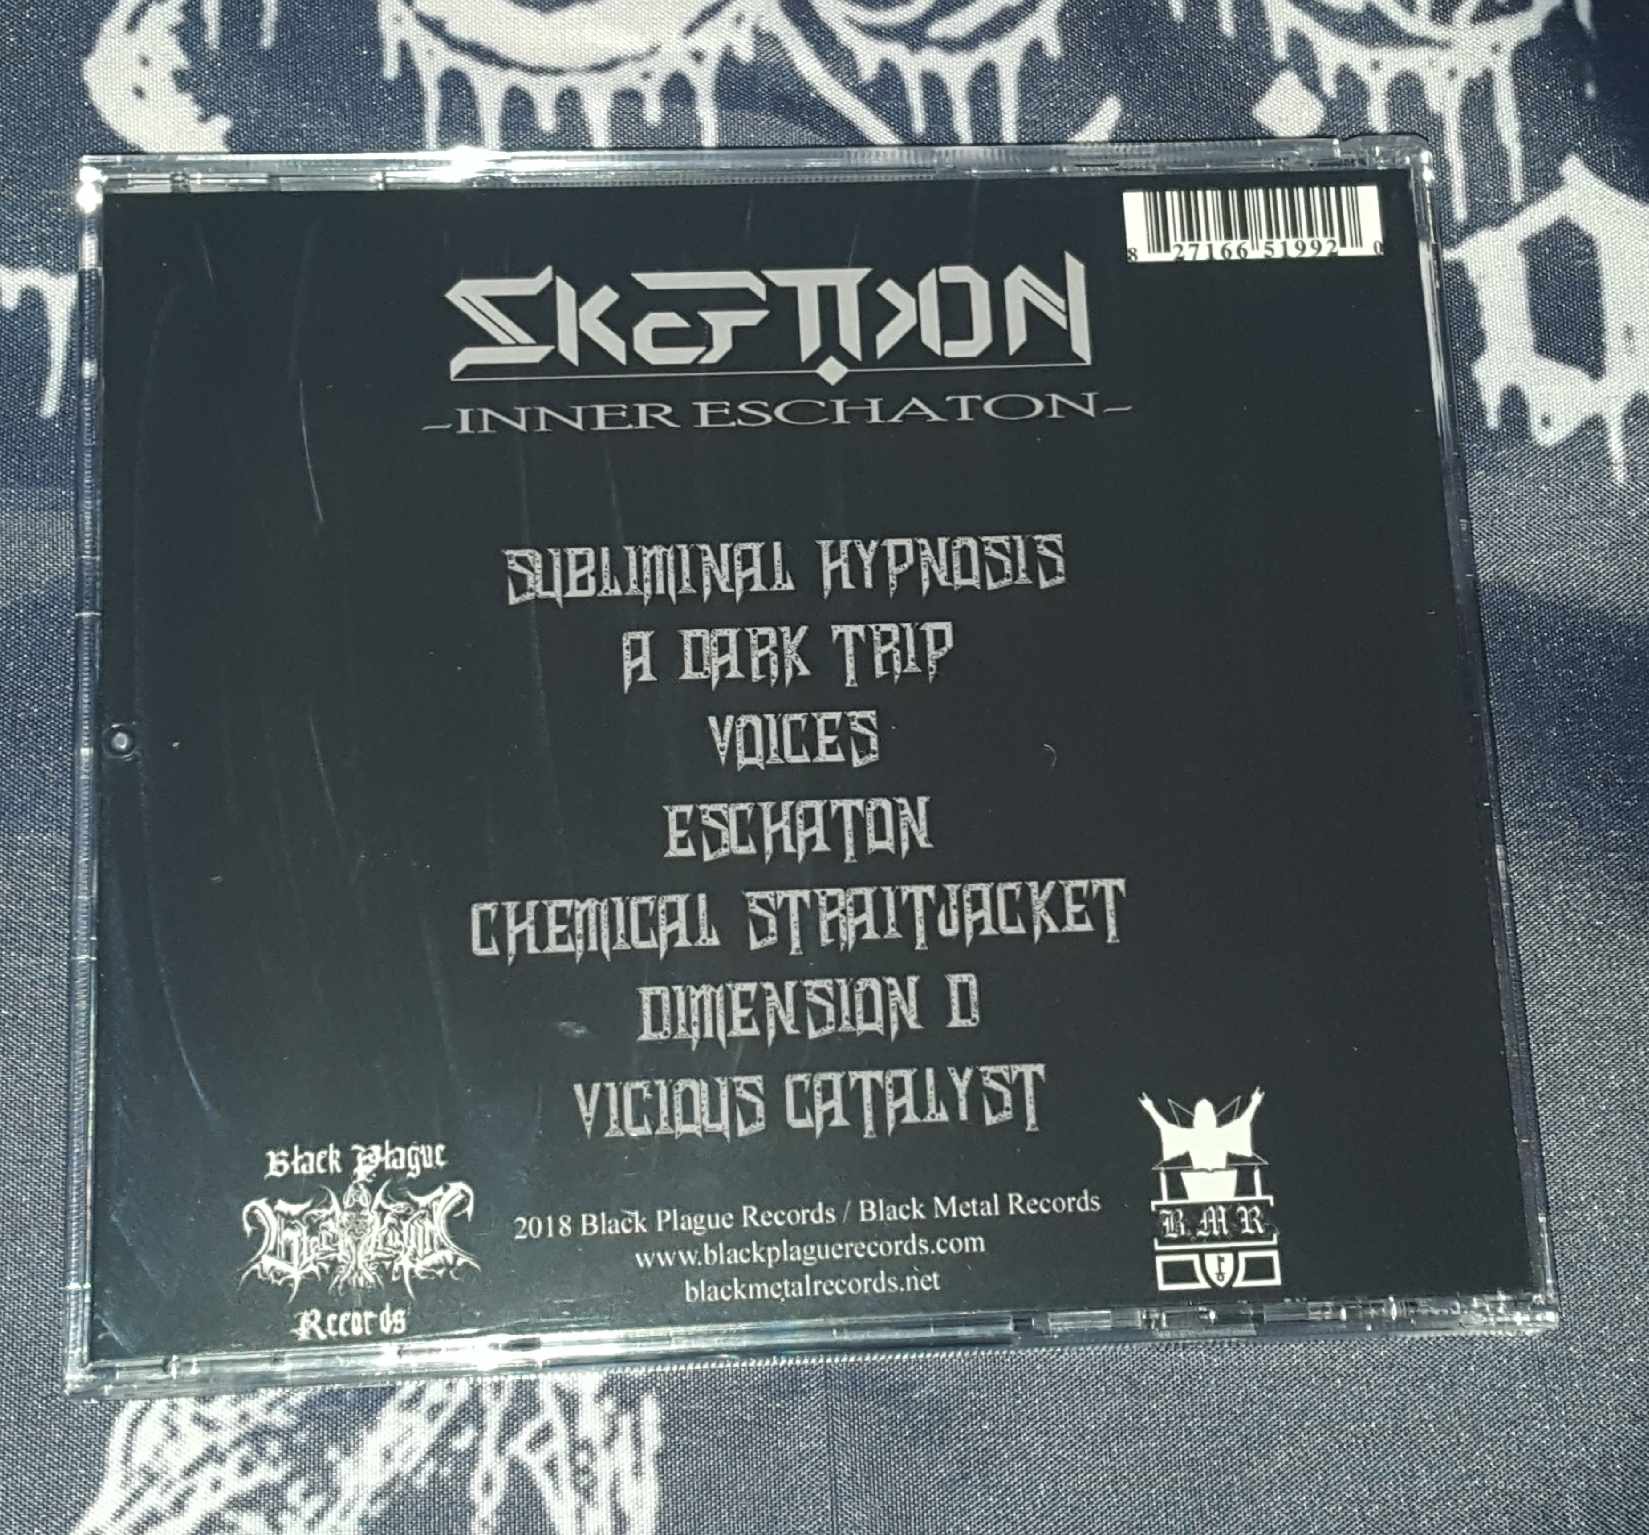 8 27166 51992 0
SKEPTIKON
-INNER ESCHATON-
SUBLIMINAL HYPNOSIS
A DARK TRIP
VOICES
ESCHATON
CHEMICAL STRAITJACKET
DIMENSION D
VICIOUS CATALYST
Black Plague
Records
2018 Black Plague Records / Black Metal Records
www.blackplaguerecords.com
blackmetalrecords.net
B.M.R